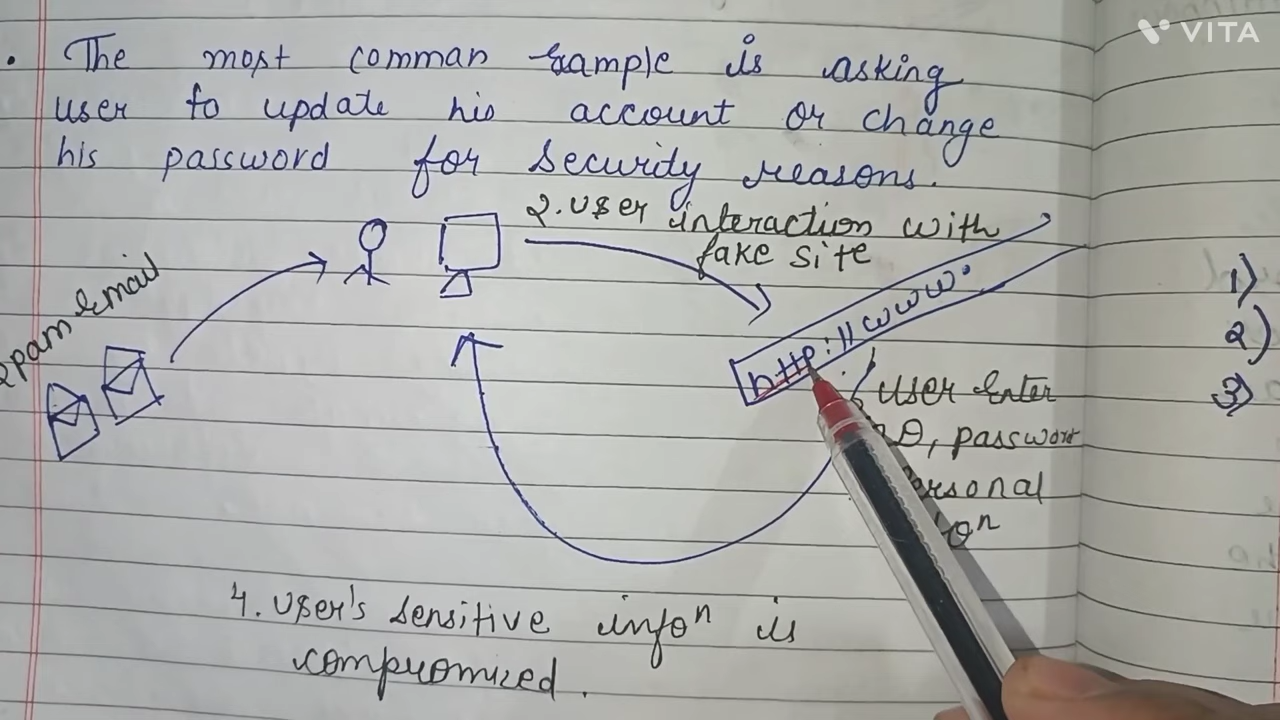 VITA
. The most comman Example is asking
user to update his account or change
his password for security reasons.
2. user interaction with
fake site
spam Email
http://www.
user Enter
ID, password
personal
4. user's sensitive infoⁿ is
compromized.
1)
2)
3)